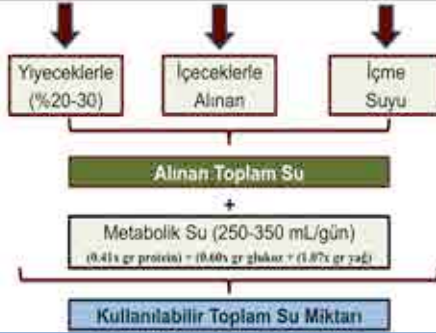 Yiyeceklerle
(%20-30)
İçeceklerle
Alınan
İçme
Suyu
Alınan Toplam Su
+
Metabolik Su (250-350 mL/gün)
(0.41x gr protein) + (0.60x gr glukoz + (1.07x gr yağ)
Kullanılabilir Toplam Su Miktarı